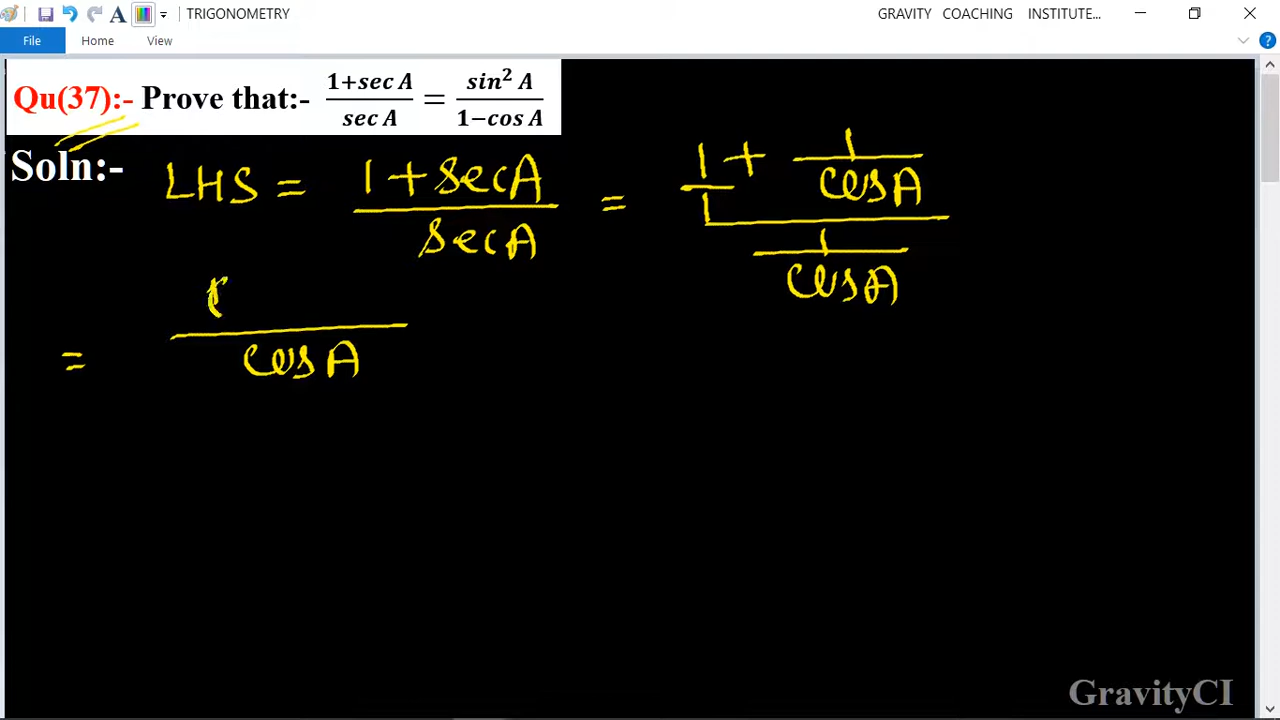 TRIGONOMETRY
GRAVITY COACHING INSTITUTE...
File Home View
Qu(37):- Prove that:- (1+sec A)/(sec A) = (sin² A)/(1−cos A)
Soln:- LHS = (1+secA)/(secA) = (1/1 + 1/cosA)/(1/cosA)
= /cosA
GravityCI